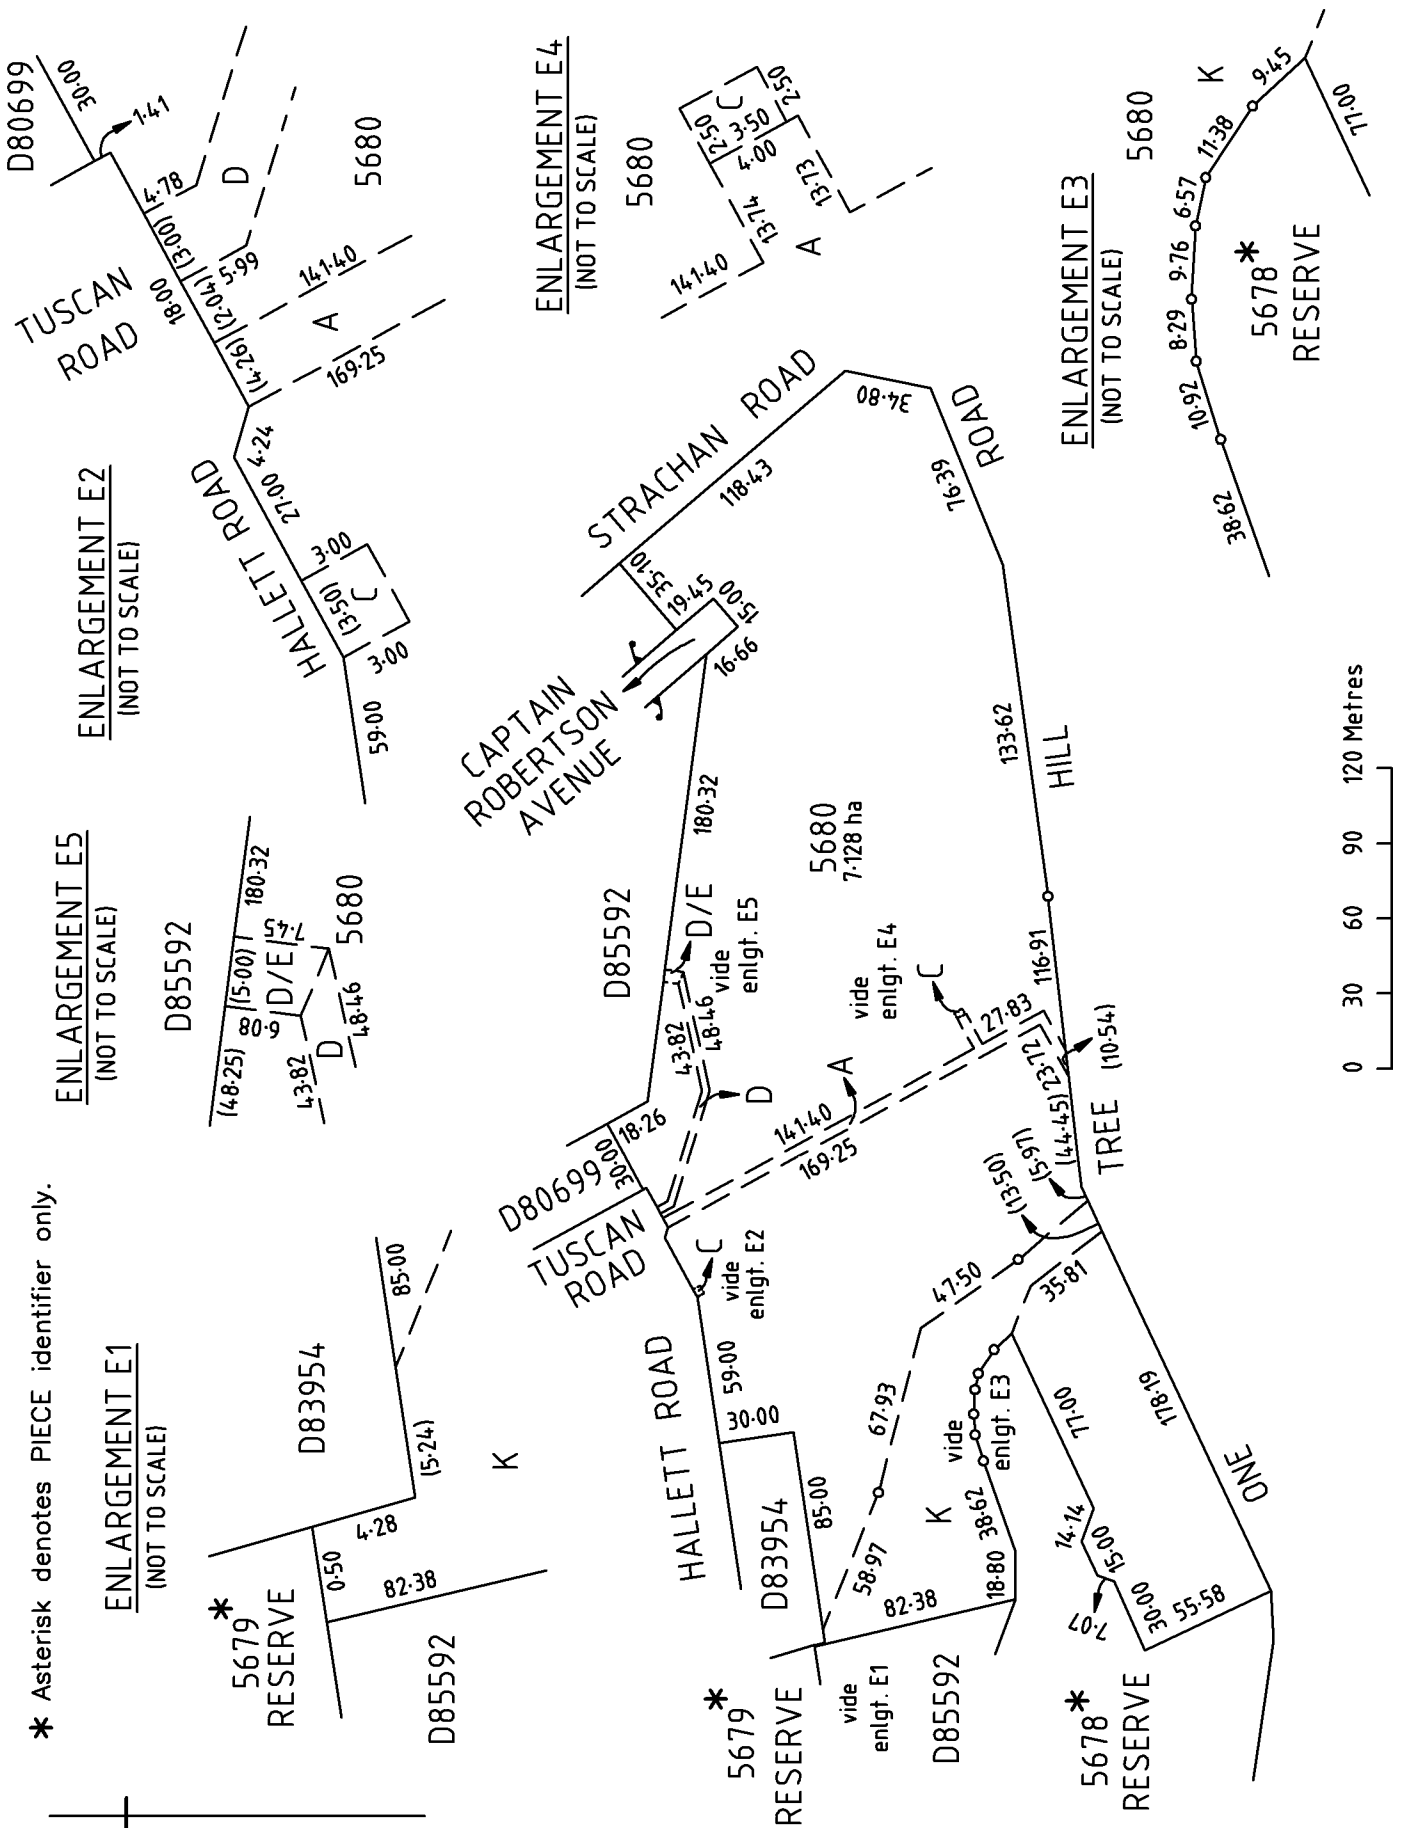 * Asterisk denotes PIECE identifier only.
ENLARGEMENT E1
(NOT TO SCALE)
5679*
RESERVE
D83954
D85592
K
0·50
4·28
82·38
(5·24)
85·00
ENLARGEMENT E5
(NOT TO SCALE)
D85592
(48·25)
(5·00)
180·32
6·08
D/E
7·45
43·82
D
48·46
5680
ENLARGEMENT E2
(NOT TO SCALE)
HALLETT ROAD
59·00
3·00
(3·50)
C
3·00
27·00
4·24
TUSCAN
ROAD
D80699
30·00
1·41
18·00
(4·26)
(2·04)
(3·00)
4·78
5·99
D
A
141·40
169·25
5680
ENLARGEMENT E4
(NOT TO SCALE)
5680
141·40
13·74
A
2·50
4·00
3·50
C
2·50
13·73
ENLARGEMENT E3
(NOT TO SCALE)
5680
K
38·62
10·92
8·29
9·76
6·57
11·38
9·45
77·00
5678*
RESERVE
CAPTAIN
ROBERTSON
AVENUE
STRACHAN ROAD
35·10
19·45
15·00
16·66
118·43
34·80
76·39
133·62
116·91
D80699
TUSCAN
ROAD
30·00
18·26
D85592
180·32
D/E
vide
enlgt. E5
43·82
48·46
D
5680
7·128 ha
vide
enlgt. E4
C
27·83
23·72
(10·54)
(44·45)
(5·97)
(13·50)
A
141·40
169·25
C
vide
enlgt. E2
HALLETT ROAD
59·00
30·00
D83954
85·00
47·50
35·81
67·93
58·97
K
vide
enlgt. E3
82·38
18·80
38·62
77·00
14·14
15·00
7·07
30·00
55·58
178·19
5679*
RESERVE
vide
enlgt. E1
D85592
5678*
RESERVE
ONE
TREE
HILL
ROAD
0 30 60 90 120 Metres